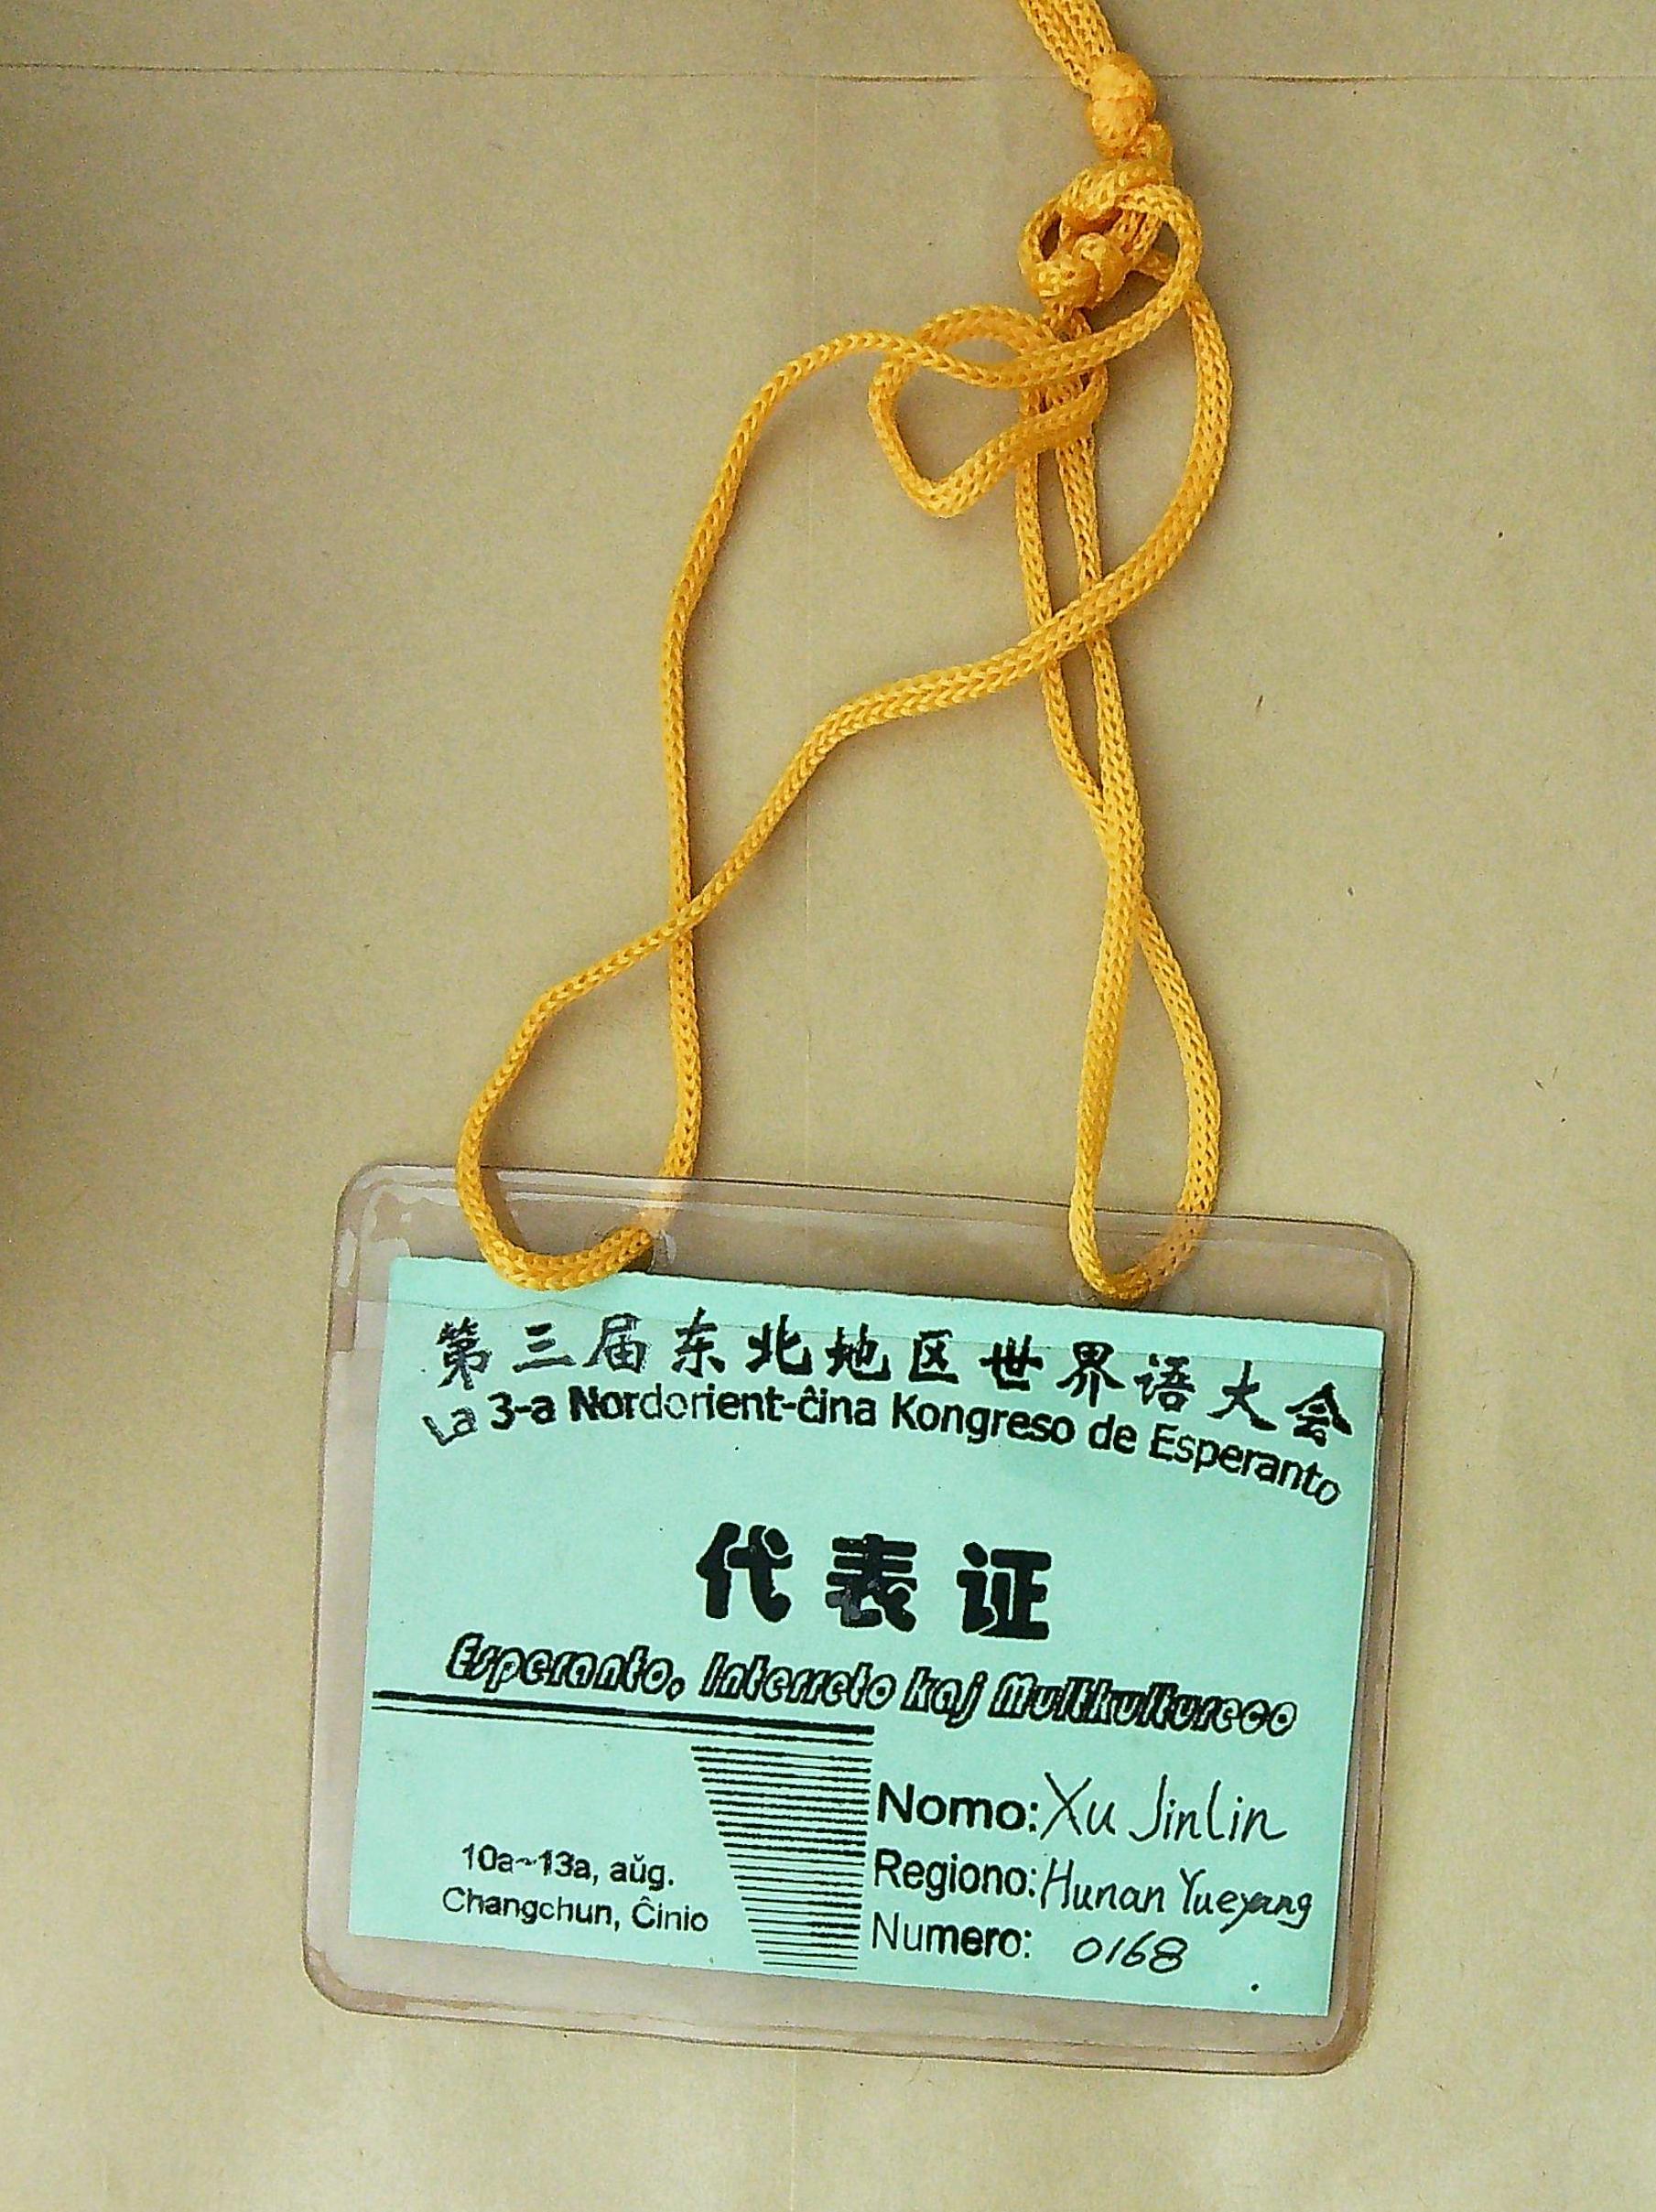 第三届东北地区世界语大会
La 3-a Nordorient-ĉina Kongreso de Esperanto
代表证
Esperanto, Interreto kaj Multkultureco
Nomo: Xu Jinlin
Regiono: Hunan Yueyang
Numero: 0168
10a~13a, aŭg.
Changchun, Ĉinio